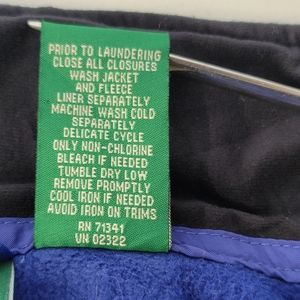 PRIOR TO LAUNDERING
CLOSE ALL CLOSURES
WASH JACKET
AND FLEECE
LINER SEPARATELY
MACHINE WASH COLD
SEPARATELY
DELICATE CYCLE
ONLY NON-CHLORINE
BLEACH IF NEEDED
TUMBLE DRY LOW
REMOVE PROMPTLY
COOL IRON IF NEEDED
AVOID IRON ON TRIMS
RN 71341
VN 02322